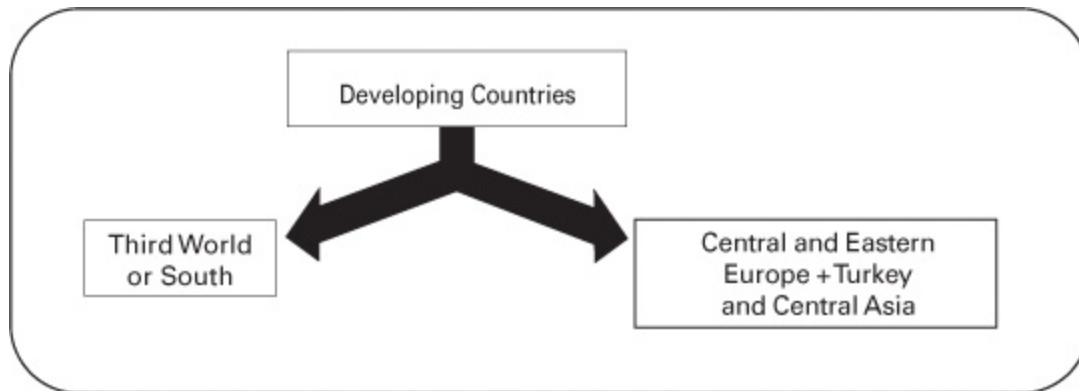 Developing Countries
Third World
or South
Central and Eastern
Europe + Turkey
and Central Asia